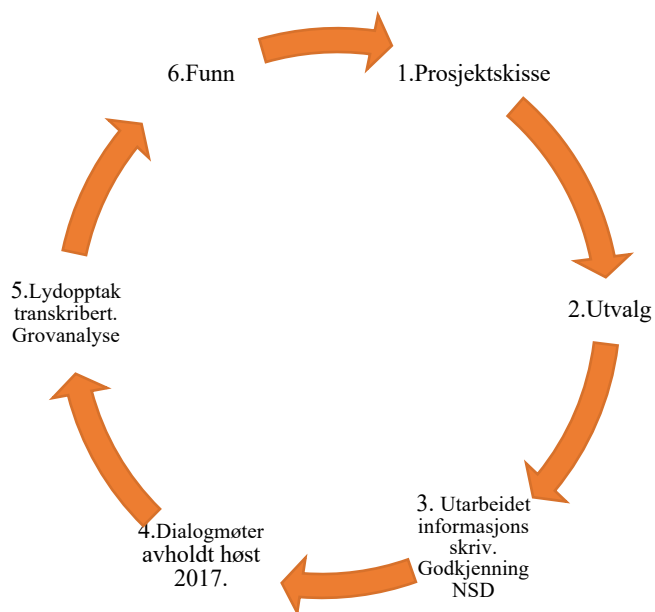 1.Prosjektskisse
2.Utvalg
3. Utarbeidet
informasjons
skriv.
Godkjenning
NSD
4.Dialogmøter
avholdt høst
2017.
5.Lydopptak
transkribert.
Grovanalyse
6.Funn